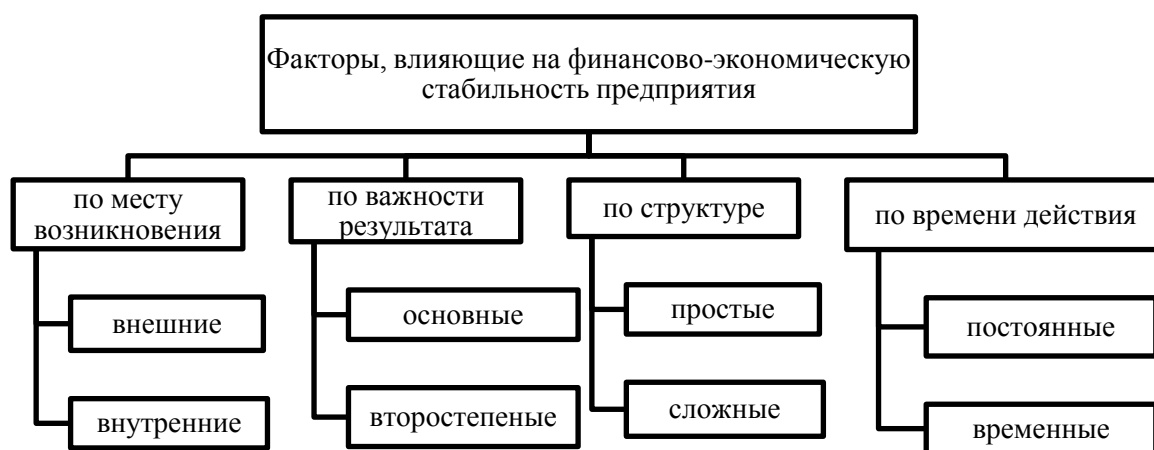 Факторы, влияющие на финансово-экономическую
стабильность предприятия
по месту
возникновения
внешние
внутренние
по важности
результата
основные
второстепеные
по структуре
простые
сложные
по времени действия
постоянные
временные